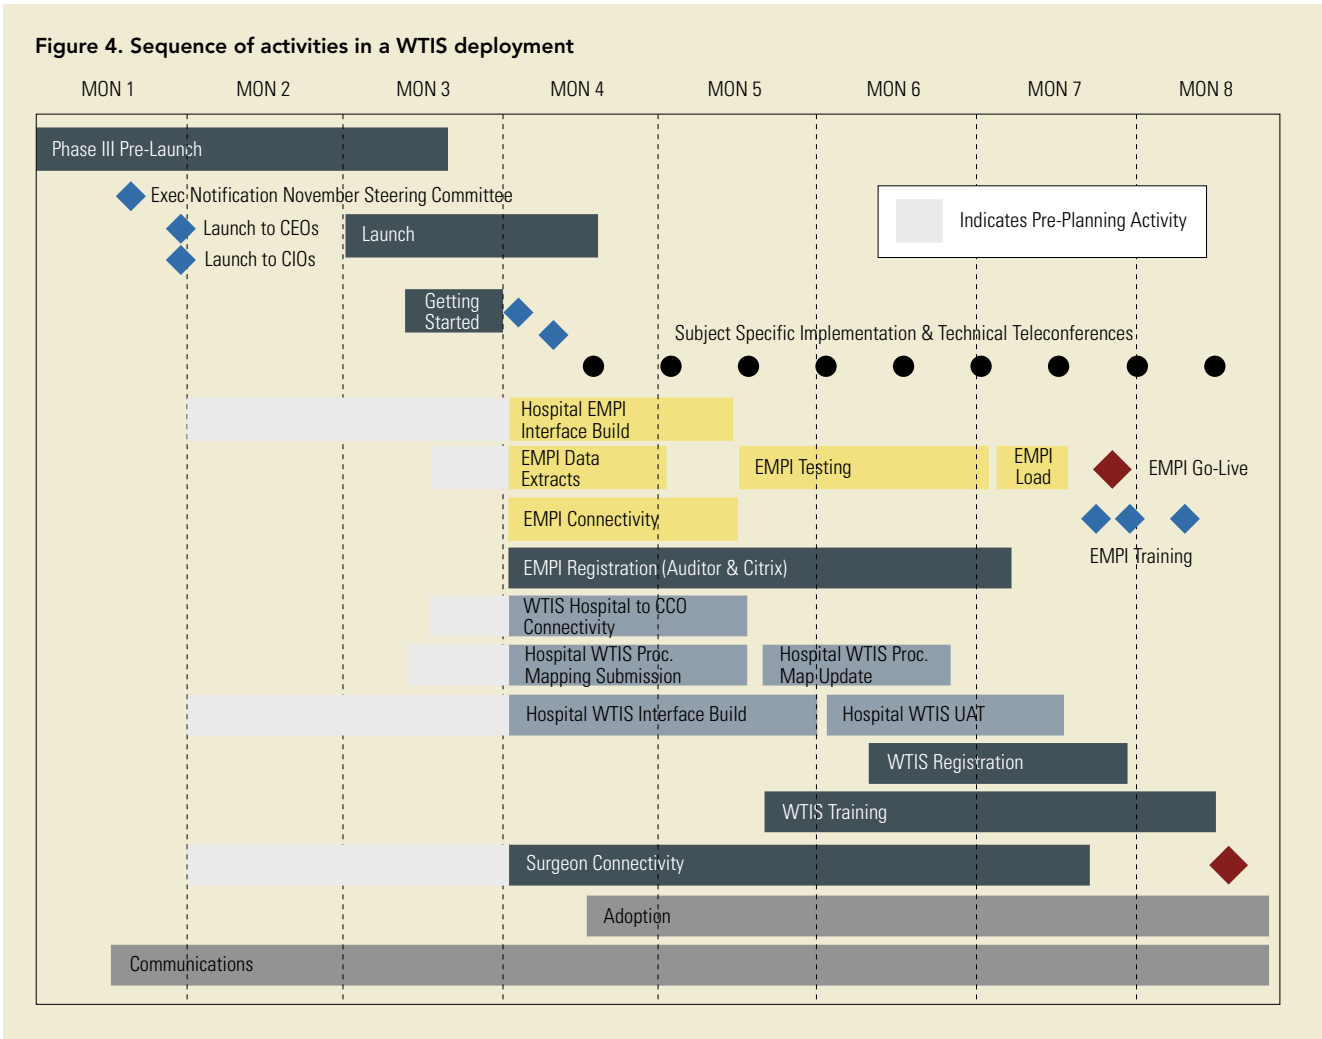 Figure 4. Sequence of activities in a WTIS deployment
MON 1 MON 2 MON 3 MON 4 MON 5 MON 6 MON 7 MON 8
Phase III Pre-Launch
Exec Notification November Steering Committee
Launch to CEOs
Launch to CIOs
Launch
Indicates Pre-Planning Activity
Getting
Started
Subject Specific Implementation & Technical Teleconferences
Hospital EMPI
Interface Build
EMPI Data
Extracts
EMPI Testing
EMPI
Load
EMPI Go-Live
EMPI Connectivity
EMPI Training
EMPI Registration (Auditor & Citrix)
WTIS Hospital to CCO
Connectivity
Hospital WTIS Proc.
Mapping Submission
Hospital WTIS Proc.
Map Update
Hospital WTIS Interface Build
Hospital WTIS UAT
WTIS Registration
WTIS Training
Surgeon Connectivity
Adoption
Communications